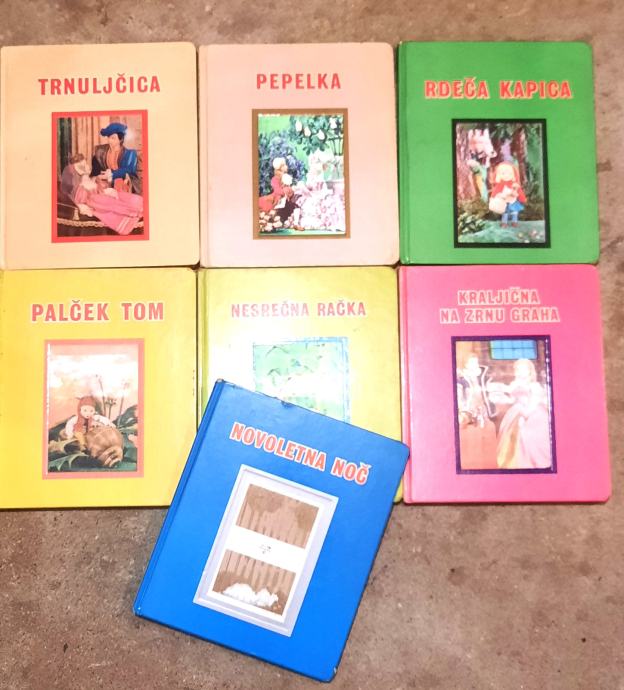 TRNULJČICA
PEPELKA
RDEČA KAPICA
PALČEK TOM
NESREČNA RAČKA
KRALJIČNA
NA ZRNU GRAHA
NOVOLETNA NOČ